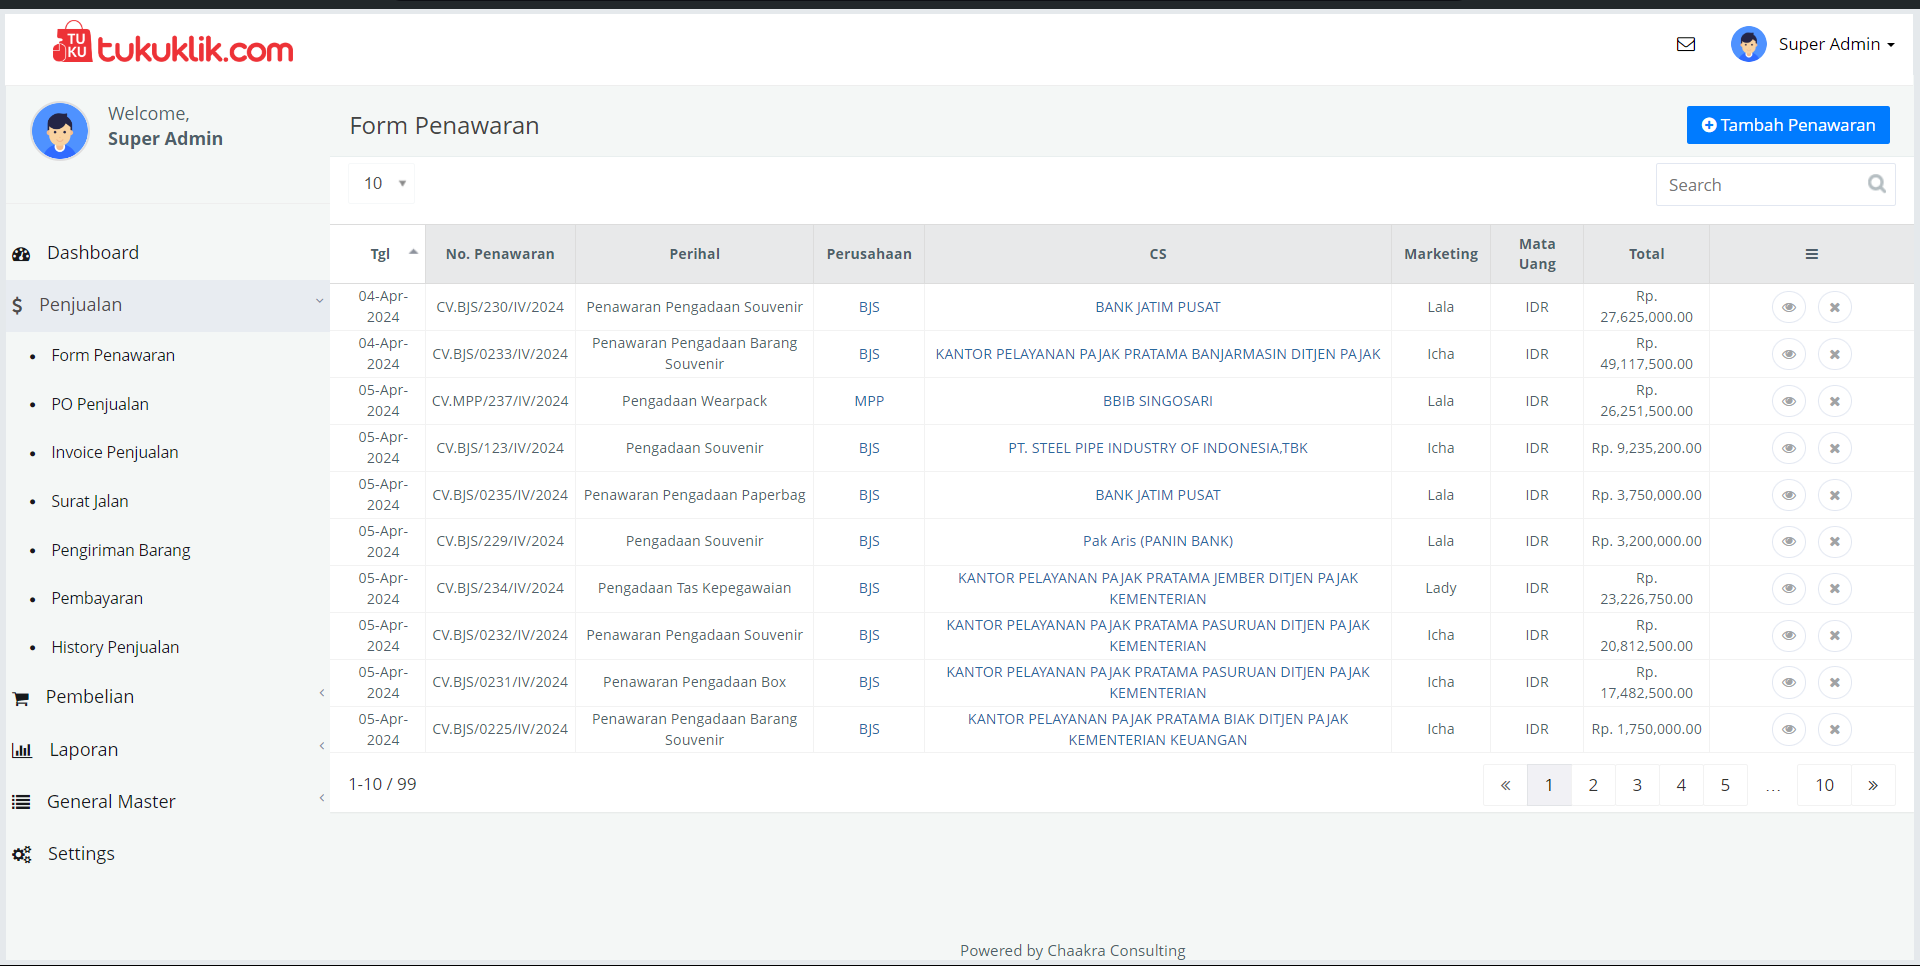 TU
KU
tukuklik.com
Super Admin
Welcome,
Super Admin
Form Penawaran
Tambah Penawaran
Dashboard
Penjualan
Form Penawaran
PO Penjualan
Invoice Penjualan
Surat Jalan
Pengiriman Barang
Pembayaran
History Penjualan
Pembelian
Laporan
General Master
Settings
10
Search
Tgl No. Penawaran Perihal Perusahaan CS Marketing Mata Uang Total
04-Apr-2024 CV.BJS/230/IV/2024 Penawaran Pengadaan Souvenir BJS BANK JATIM PUSAT Lala IDR Rp. 27,625,000.00
04-Apr-2024 CV.BJS/0233/IV/2024 Penawaran Pengadaan Barang Souvenir BJS KANTOR PELAYANAN PAJAK PRATAMA BANJARMASIN DITJEN PAJAK Icha IDR Rp. 49,117,500.00
05-Apr-2024 CV.MPP/237/IV/2024 Pengadaan Wearpack MPP BBIB SINGOSARI Lala IDR Rp. 26,251,500.00
05-Apr-2024 CV.BJS/123/IV/2024 Pengadaan Souvenir BJS PT. STEEL PIPE INDUSTRY OF INDONESIA,TBK Icha IDR Rp. 9,235,200.00
05-Apr-2024 CV.BJS/0235/IV/2024 Penawaran Pengadaan Paperbag BJS BANK JATIM PUSAT Lala IDR Rp. 3,750,000.00
05-Apr-2024 CV.BJS/229/IV/2024 Pengadaan Souvenir BJS Pak Aris (PANIN BANK) Lala IDR Rp. 3,200,000.00
05-Apr-2024 CV.BJS/234/IV/2024 Pengadaan Tas Kepegawaian BJS KANTOR PELAYANAN PAJAK PRATAMA JEMBER DITJEN PAJAK KEMENTERIAN Lady IDR Rp. 23,226,750.00
05-Apr-2024 CV.BJS/0232/IV/2024 Penawaran Pengadaan Souvenir BJS KANTOR PELAYANAN PAJAK PRATAMA PASURUAN DITJEN PAJAK KEMENTERIAN Icha IDR Rp. 20,812,500.00
05-Apr-2024 CV.BJS/0231/IV/2024 Penawaran Pengadaan Box BJS KANTOR PELAYANAN PAJAK PRATAMA PASURUAN DITJEN PAJAK KEMENTERIAN Icha IDR Rp. 17,482,500.00
05-Apr-2024 CV.BJS/0225/IV/2024 Penawaran Pengadaan Barang Souvenir BJS KANTOR PELAYANAN PAJAK PRATAMA BIAK DITJEN PAJAK KEMENTERIAN KEUANGAN Icha IDR Rp. 1,750,000.00
1-10 / 99
« 1 2 3 4 5 ... 10 »
Powered by Chaakra Consulting